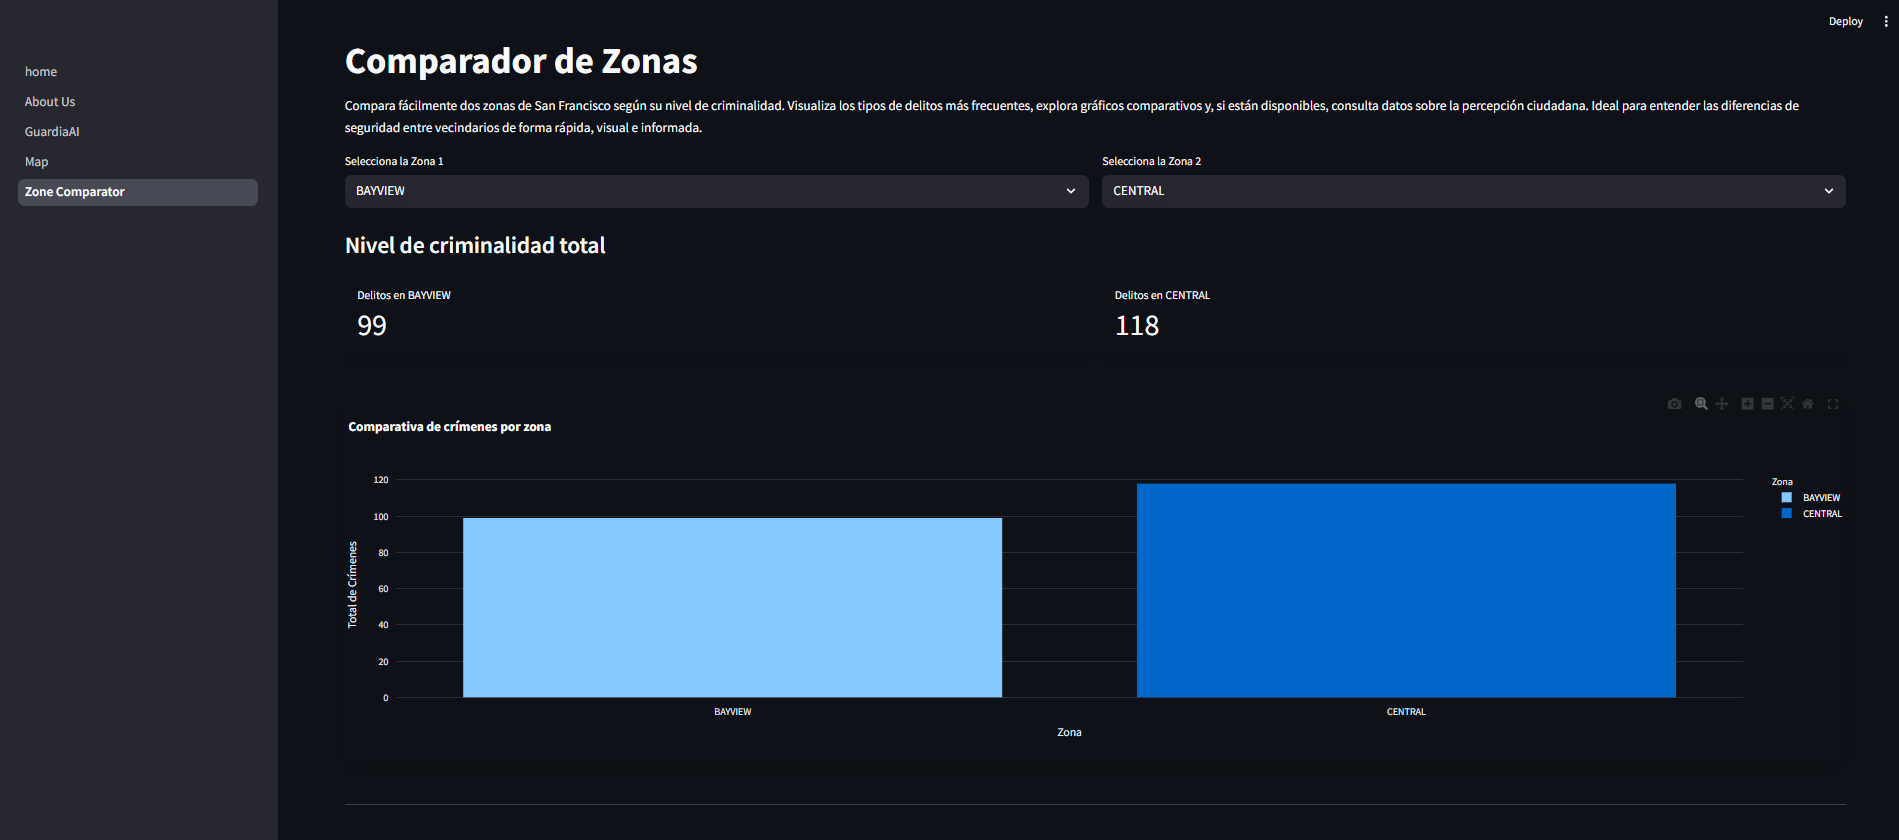 Deploy
home
About Us
GuardiaAI
Map
Zone Comparator
Comparador de Zonas
Compara fácilmente dos zonas de San Francisco según su nivel de criminalidad. Visualiza los tipos de delitos más frecuentes, explora gráficos comparativos y, si están disponibles, consulta datos sobre la percepción ciudadana. Ideal para entender las diferencias de
seguridad entre vecindarios de forma rápida, visual e informada.
Selecciona la Zona 1
Selecciona la Zona 2
BAYVIEW
CENTRAL
Nivel de criminalidad total
Delitos en BAYVIEW
Delitos en CENTRAL
99
118
Comparativa de crímenes por zona
Total de Crímenes
120
100
80
60
40
20
0
BAYVIEW
CENTRAL
Zona
Zona
BAYVIEW
CENTRAL